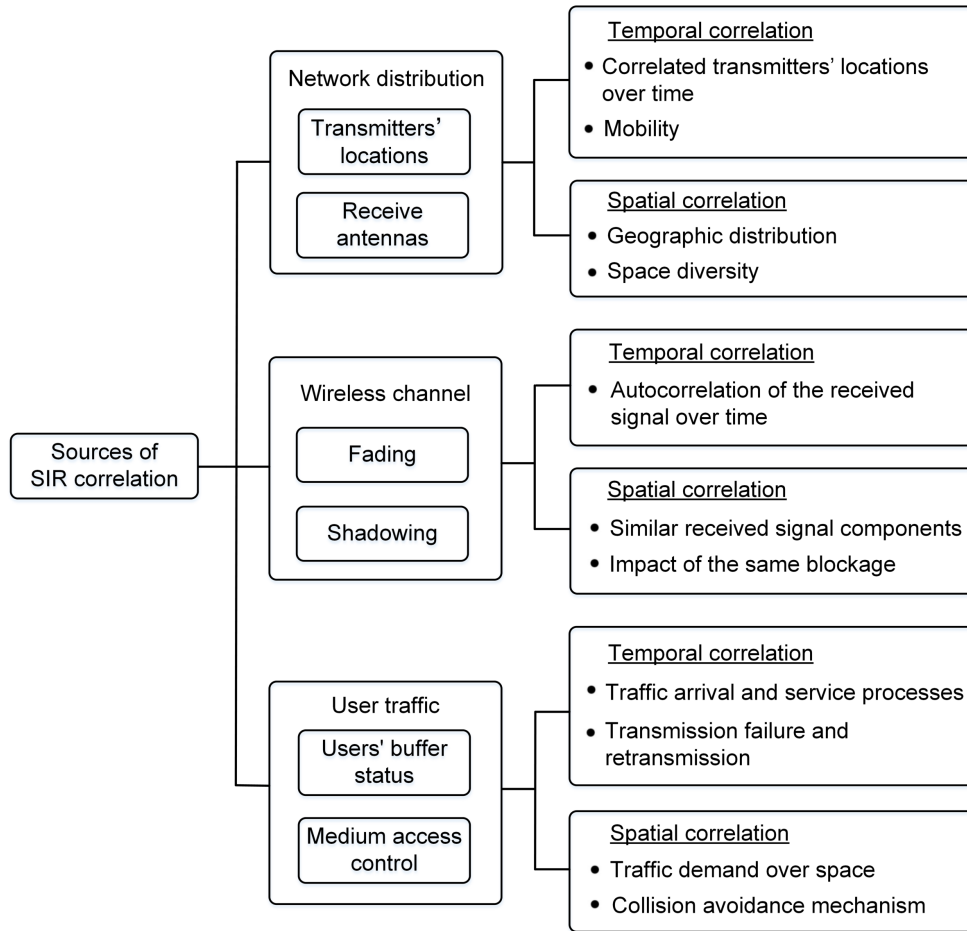 Sources of
SIR correlation
Network distribution
Transmitters’
locations
Receive
antennas
Temporal correlation
• Correlated transmitters’ locations
over time
• Mobility
Spatial correlation
• Geographic distribution
• Space diversity
Wireless channel
Fading
Shadowing
Temporal correlation
• Autocorrelation of the received
signal over time
Spatial correlation
• Similar received signal components
• Impact of the same blockage
User traffic
Users' buffer
status
Medium access
control
Temporal correlation
• Traffic arrival and service processes
• Transmission failure and
retransmission
Spatial correlation
• Traffic demand over space
• Collision avoidance mechanism